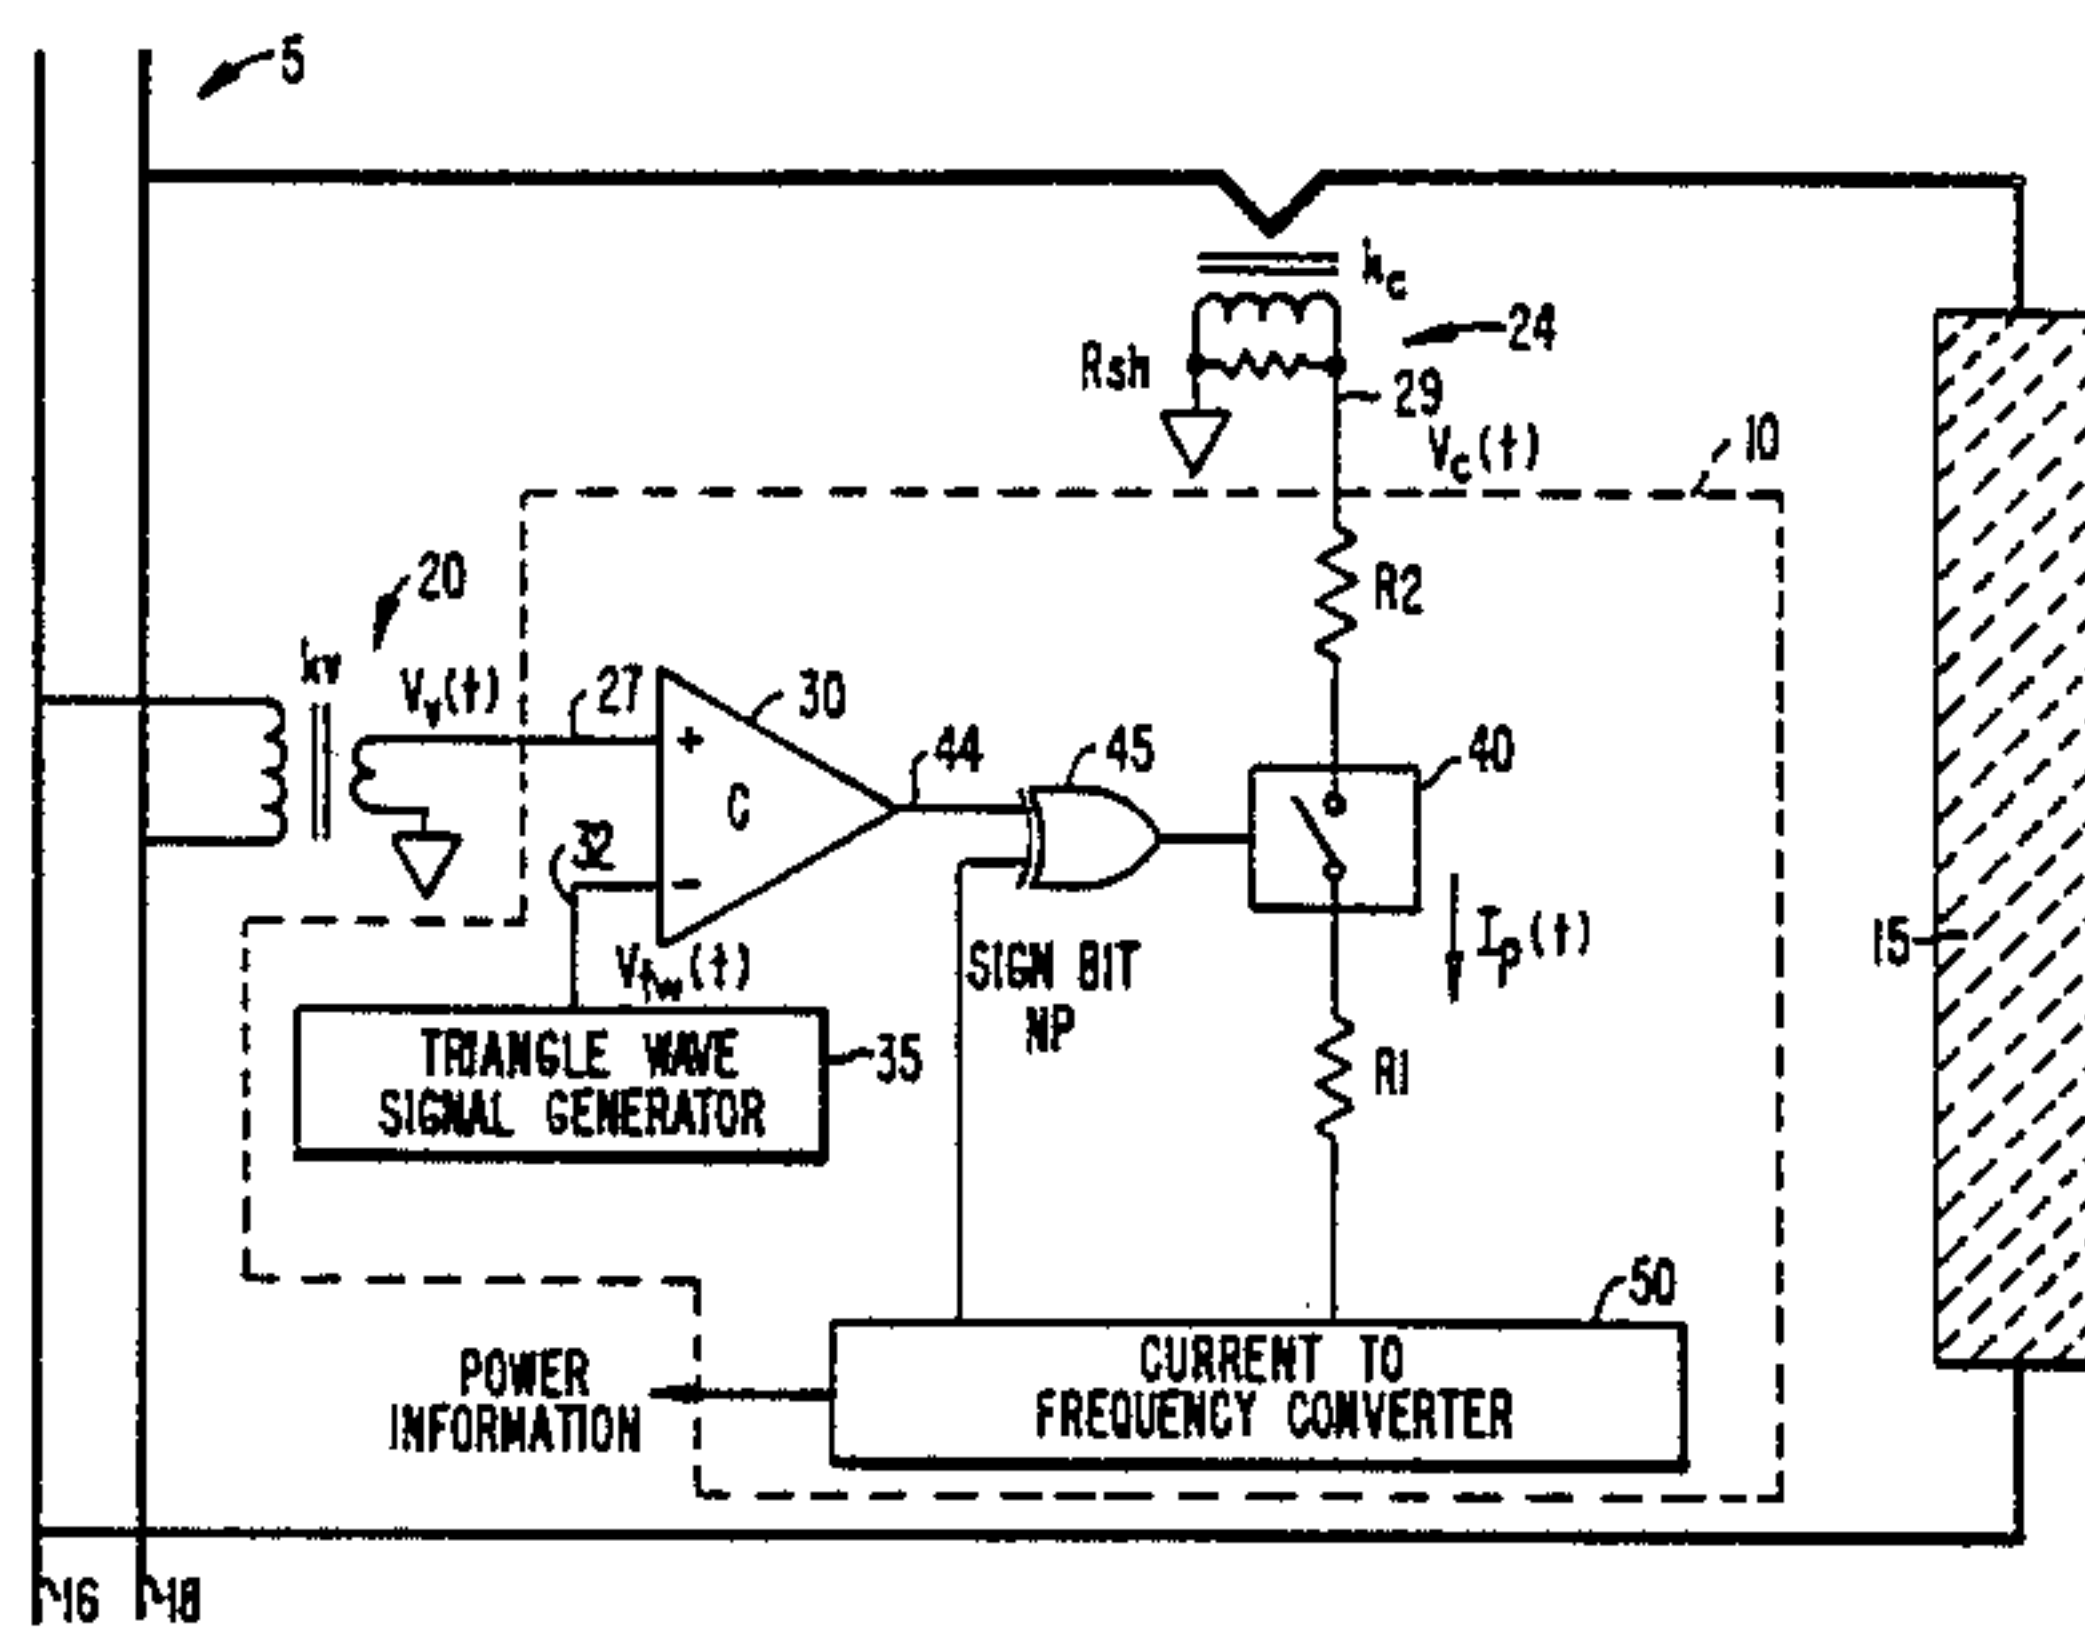 5
kc
24
Rsh
29
Vc(t)
10
20
R2
kv
Vv(t)
27
30
44
45
40
+
C
32
-
Ip(t)
15
Vtw(t)
SIGN BIT
NP
TRIANGLE WAVE
SIGNAL GENERATOR
35
R1
50
POWER
INFORMATION
CURRENT TO
FREQUENCY CONVERTER
16
18